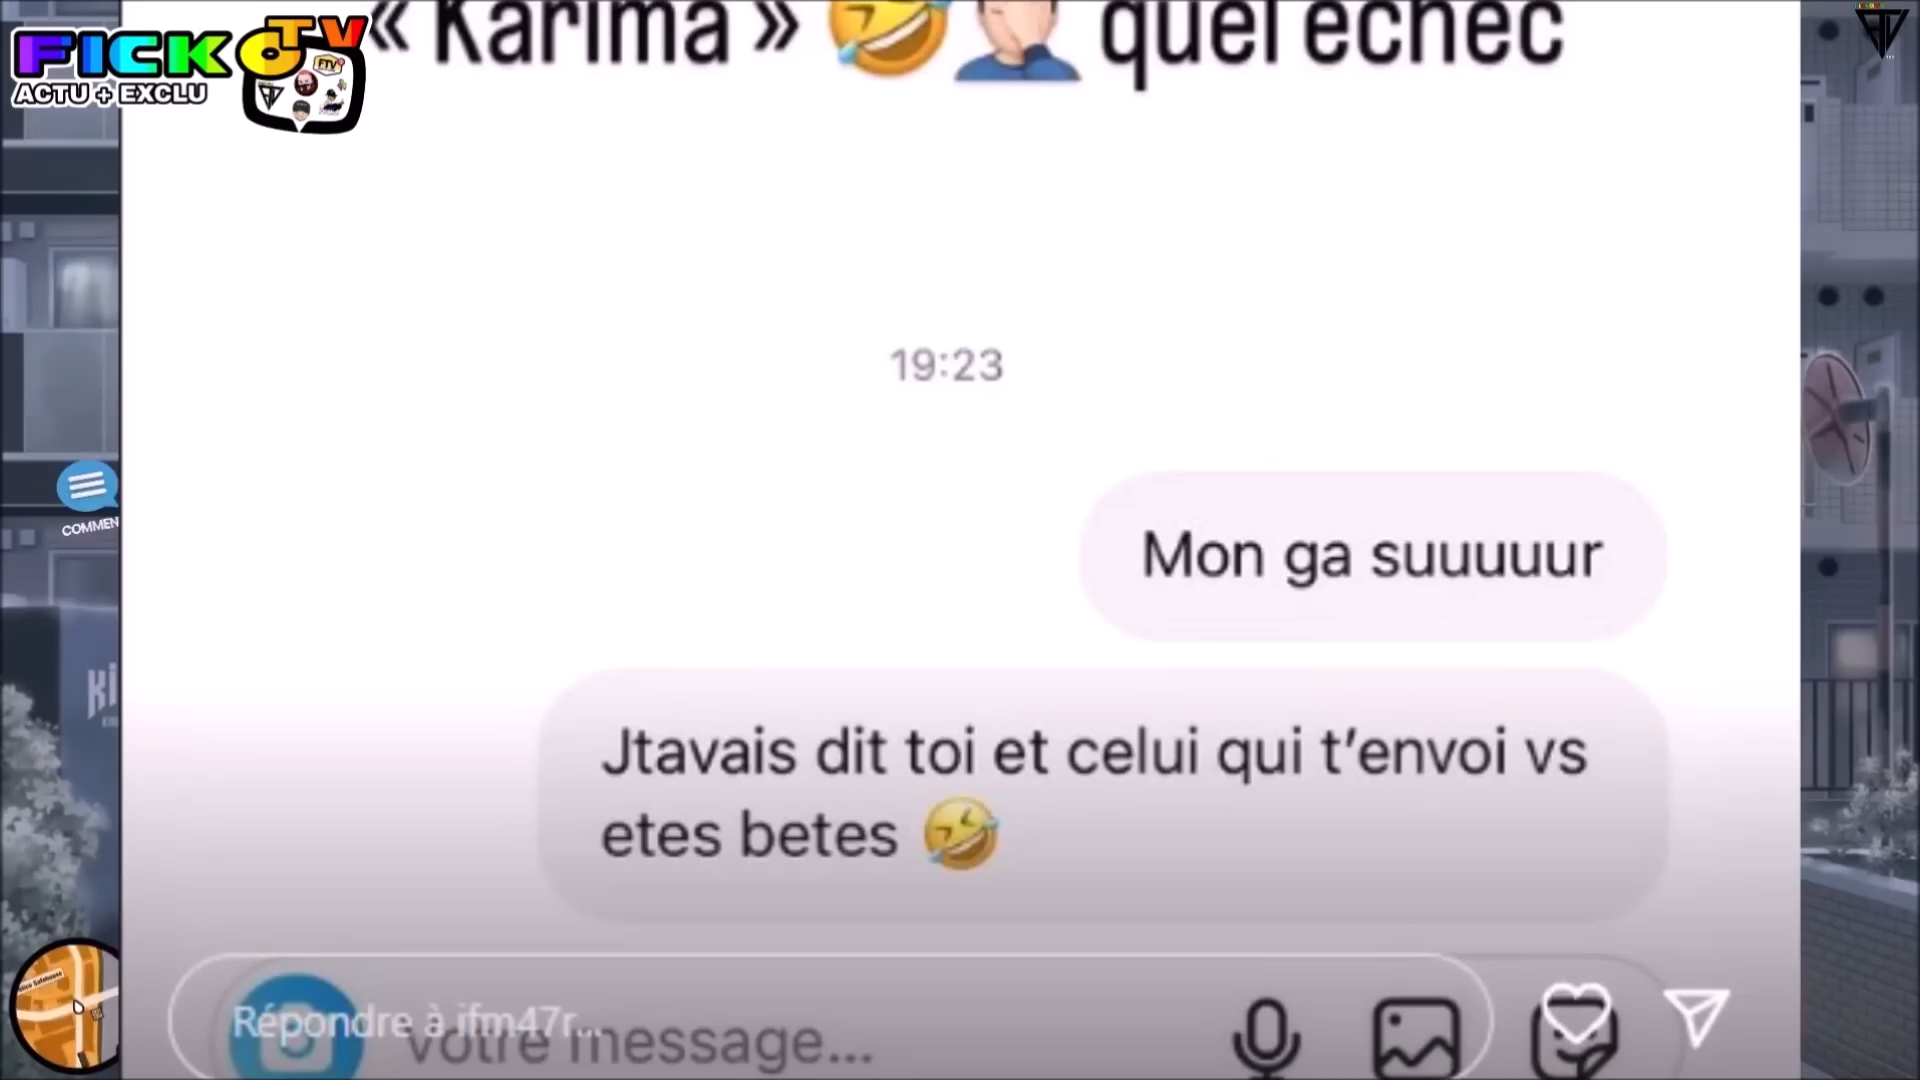 FICKO TV
ACTU + EXCLU
FTV
« Karima » 🤣🤦🏻‍♂️ quel echec
19:23
Mon ga suuuuur
Jtavais dit toi et celui qui t’envoi vs
etes betes 🤣
COMMEN
Répondre à ifm47r...
votre message...